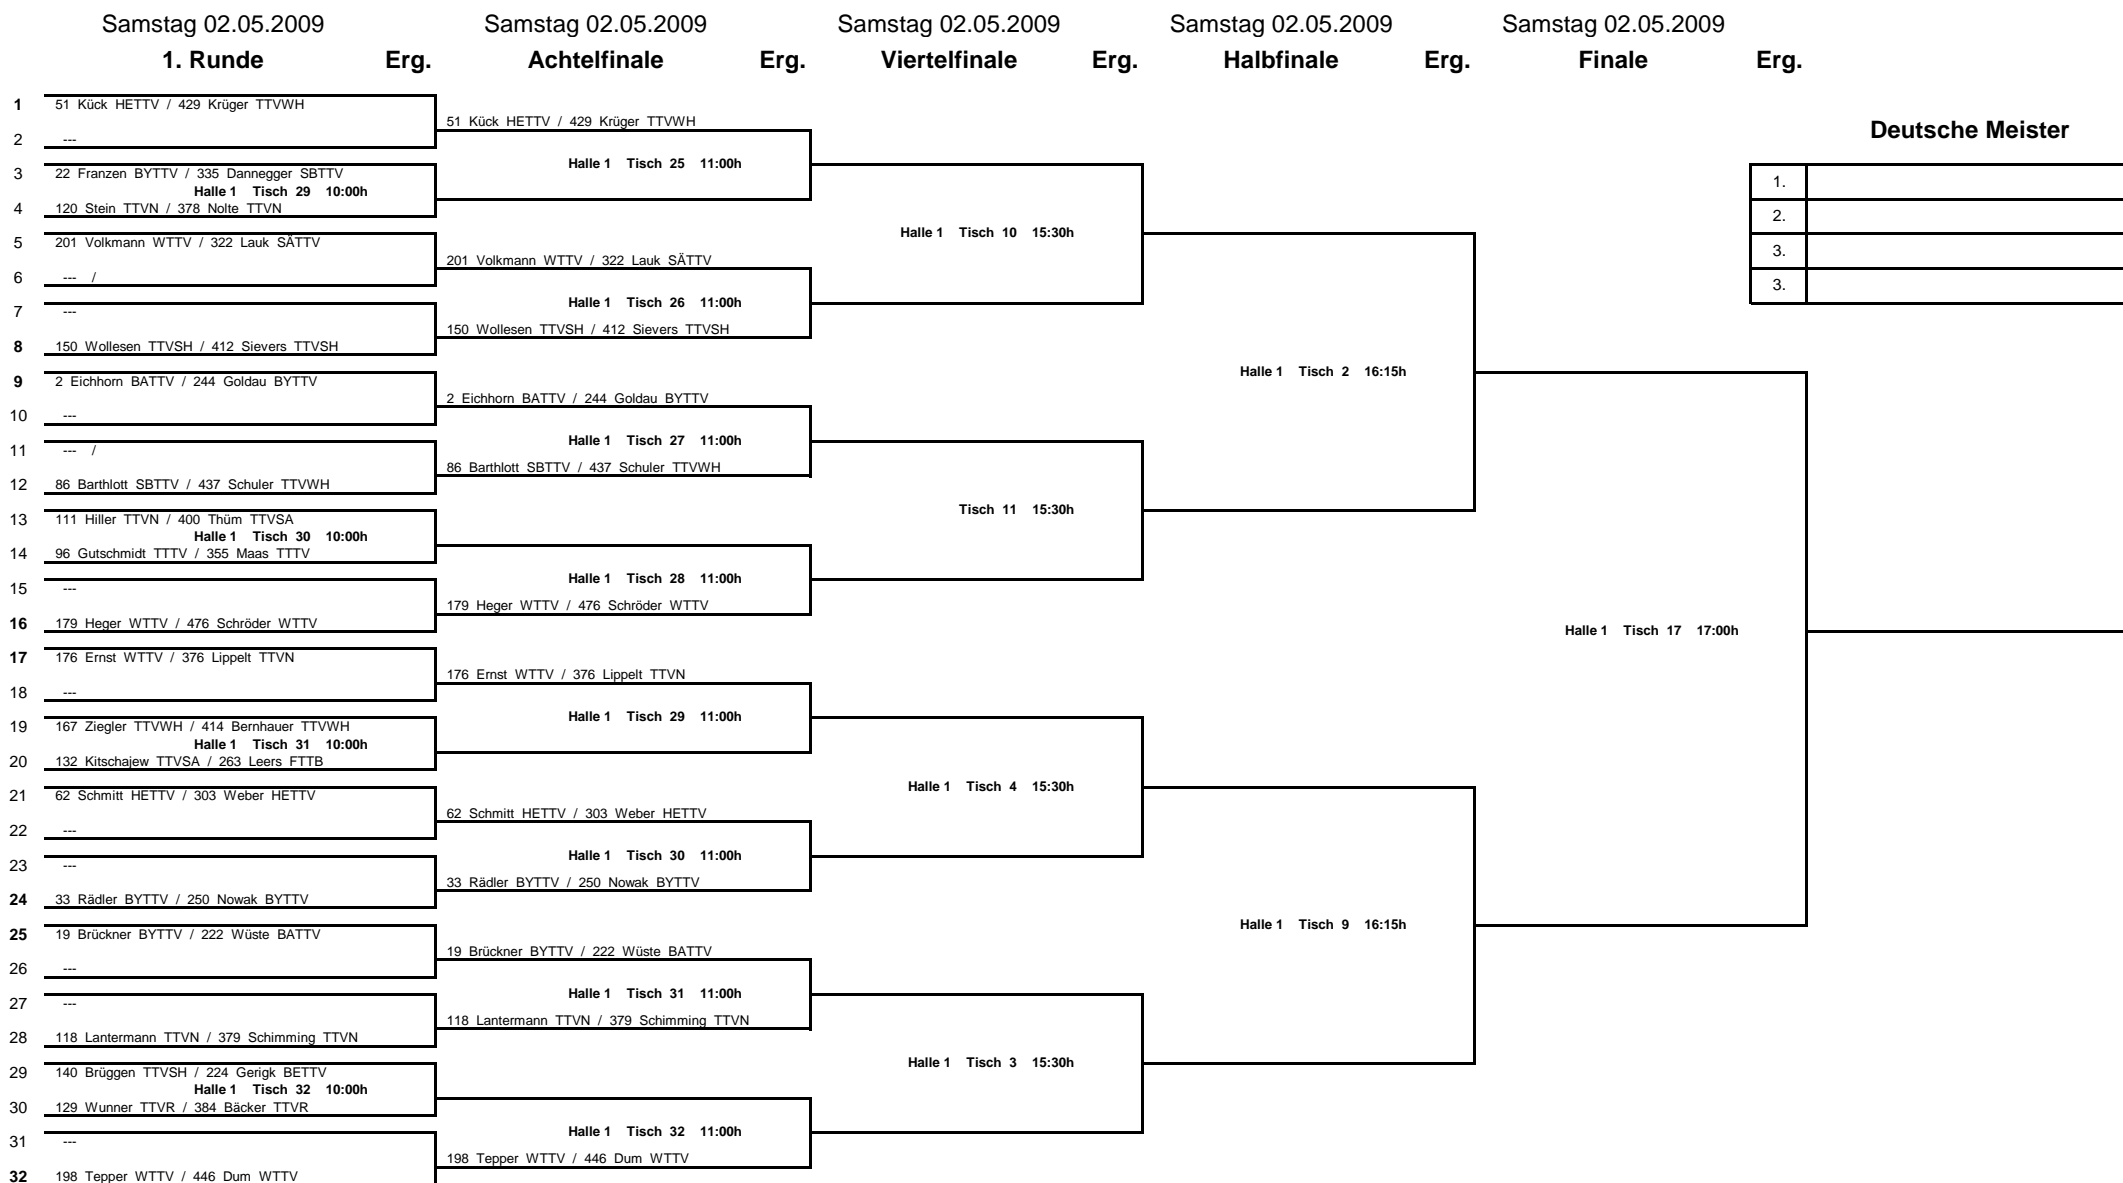 Samstag 02.05.2009 Samstag 02.05.2009 Samstag 02.05.2009 Samstag 02.05.2009 Samstag 02.05.2009
1. Runde Erg. Achtelfinale Erg. Viertelfinale Erg. Halbfinale Erg. Finale Erg.
1 51 Kück HETTV / 429 Krüger TTVWH
51 Kück HETTV / 429 Krüger TTVWH
Deutsche Meister
2 ---
Halle 1 Tisch 25 11:00h
3 22 Franzen BYTTV / 335 Dannegger SBTTV
1.
Halle 1 Tisch 29 10:00h
4 120 Stein TTVN / 378 Nolte TTVN
2.
Halle 1 Tisch 10 15:30h
5 201 Volkmann WTTV / 322 Lauk SÄTTV
3.
201 Volkmann WTTV / 322 Lauk SÄTTV
6 --- /
3.
Halle 1 Tisch 26 11:00h
7 ---
150 Wollesen TTVSH / 412 Sievers TTVSH
8 150 Wollesen TTVSH / 412 Sievers TTVSH
Halle 1 Tisch 2 16:15h
9 2 Eichhorn BATTV / 244 Goldau BYTTV
2 Eichhorn BATTV / 244 Goldau BYTTV
10 ---
Halle 1 Tisch 27 11:00h
11 --- /
86 Barthlott SBTTV / 437 Schuler TTVWH
12 86 Barthlott SBTTV / 437 Schuler TTVWH
Tisch 11 15:30h
13 111 Hiller TTVN / 400 Thüm TTVSA
Halle 1 Tisch 30 10:00h
14 96 Gutschmidt TTTV / 355 Maas TTTV
Halle 1 Tisch 28 11:00h
15 ---
179 Heger WTTV / 476 Schröder WTTV
16 179 Heger WTTV / 476 Schröder WTTV
Halle 1 Tisch 17 17:00h
17 176 Ernst WTTV / 376 Lippelt TTVN
176 Ernst WTTV / 376 Lippelt TTVN
18 ---
Halle 1 Tisch 29 11:00h
19 167 Ziegler TTVWH / 414 Bernhauer TTVWH
Halle 1 Tisch 31 10:00h
20 132 Kitschajew TTVSA / 263 Leers FTTB
Halle 1 Tisch 4 15:30h
21 62 Schmitt HETTV / 303 Weber HETTV
62 Schmitt HETTV / 303 Weber HETTV
22 ---
Halle 1 Tisch 30 11:00h
23 ---
33 Rädler BYTTV / 250 Nowak BYTTV
24 33 Rädler BYTTV / 250 Nowak BYTTV
Halle 1 Tisch 9 16:15h
25 19 Brückner BYTTV / 222 Wüste BATTV
19 Brückner BYTTV / 222 Wüste BATTV
26 ---
Halle 1 Tisch 31 11:00h
27 ---
118 Lantermann TTVN / 379 Schimming TTVN
28 118 Lantermann TTVN / 379 Schimming TTVN
Halle 1 Tisch 3 15:30h
29 140 Brüggen TTVSH / 224 Gerigk BETTV
Halle 1 Tisch 32 10:00h
30 129 Wunner TTVR / 384 Bäcker TTVR
Halle 1 Tisch 32 11:00h
31 ---
198 Tepper WTTV / 446 Dum WTTV
32 198 Tepper WTTV / 446 Dum WTTV